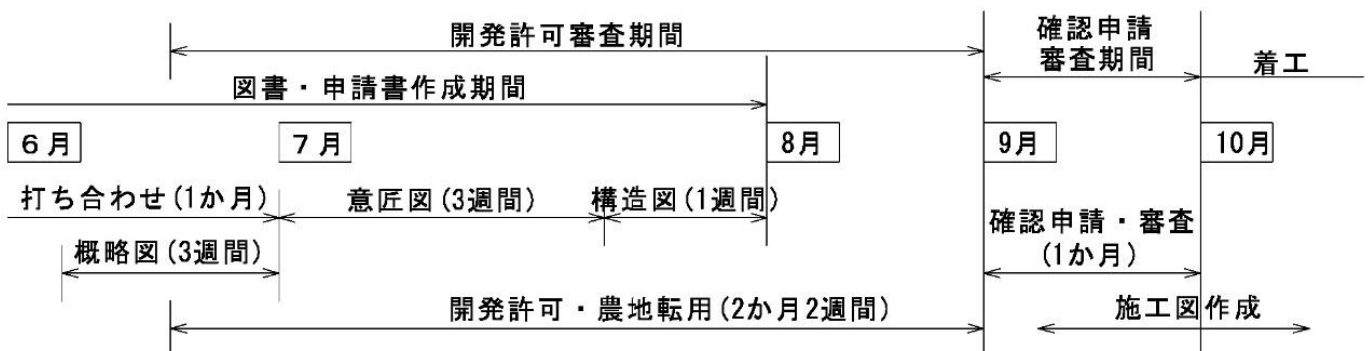 開発許可審査期間
確認申請
審査期間
着工
図書・申請書作成期間
6月
7月
8月
9月
10月
打ち合わせ(1か月)
意匠図(3週間)
構造図(1週間)
概略図(3週間)
確認申請・審査
(1か月)
開発許可・農地転用(2か月2週間)
施工図作成